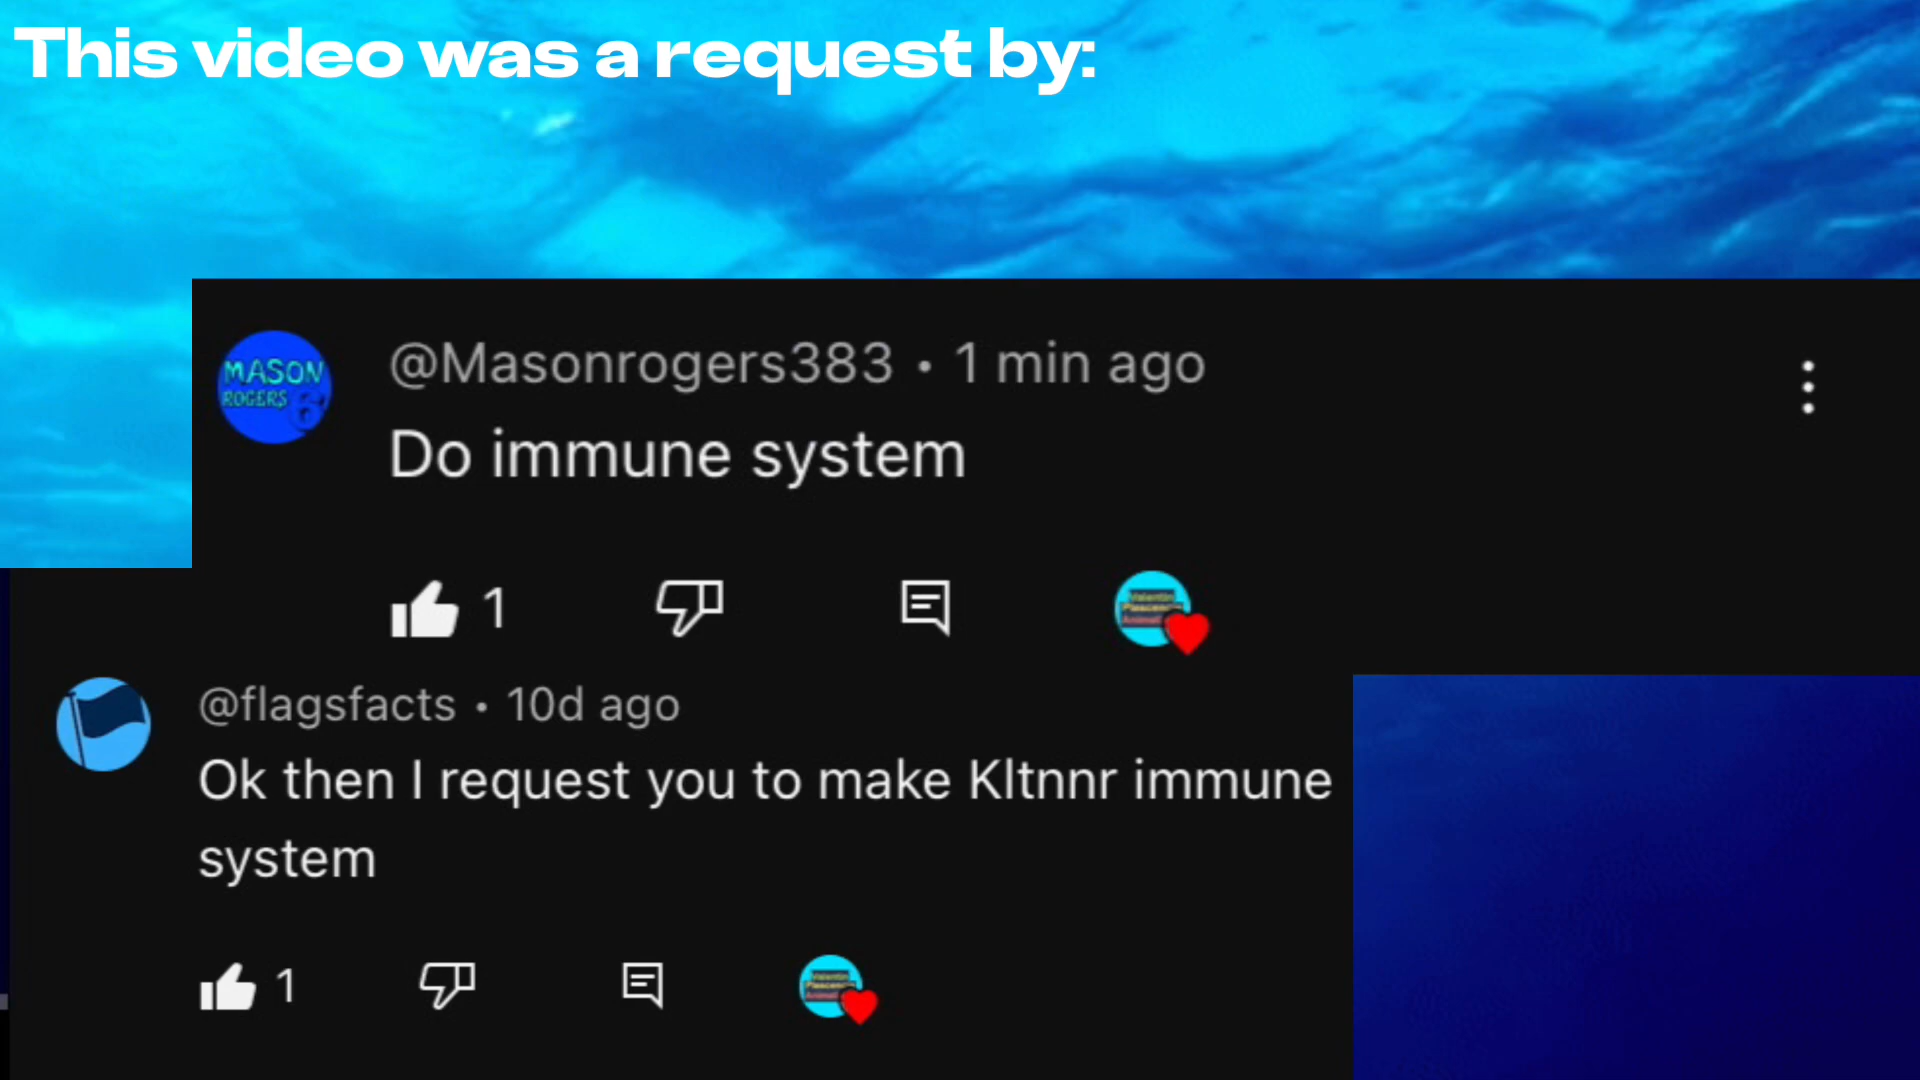 This video was a request by:
MASON
ROGERS
@Masonrogers383 • 1 min ago
Do immune system
1
@flagsfacts • 10d ago
Ok then I request you to make Kltnnr immune
system
1